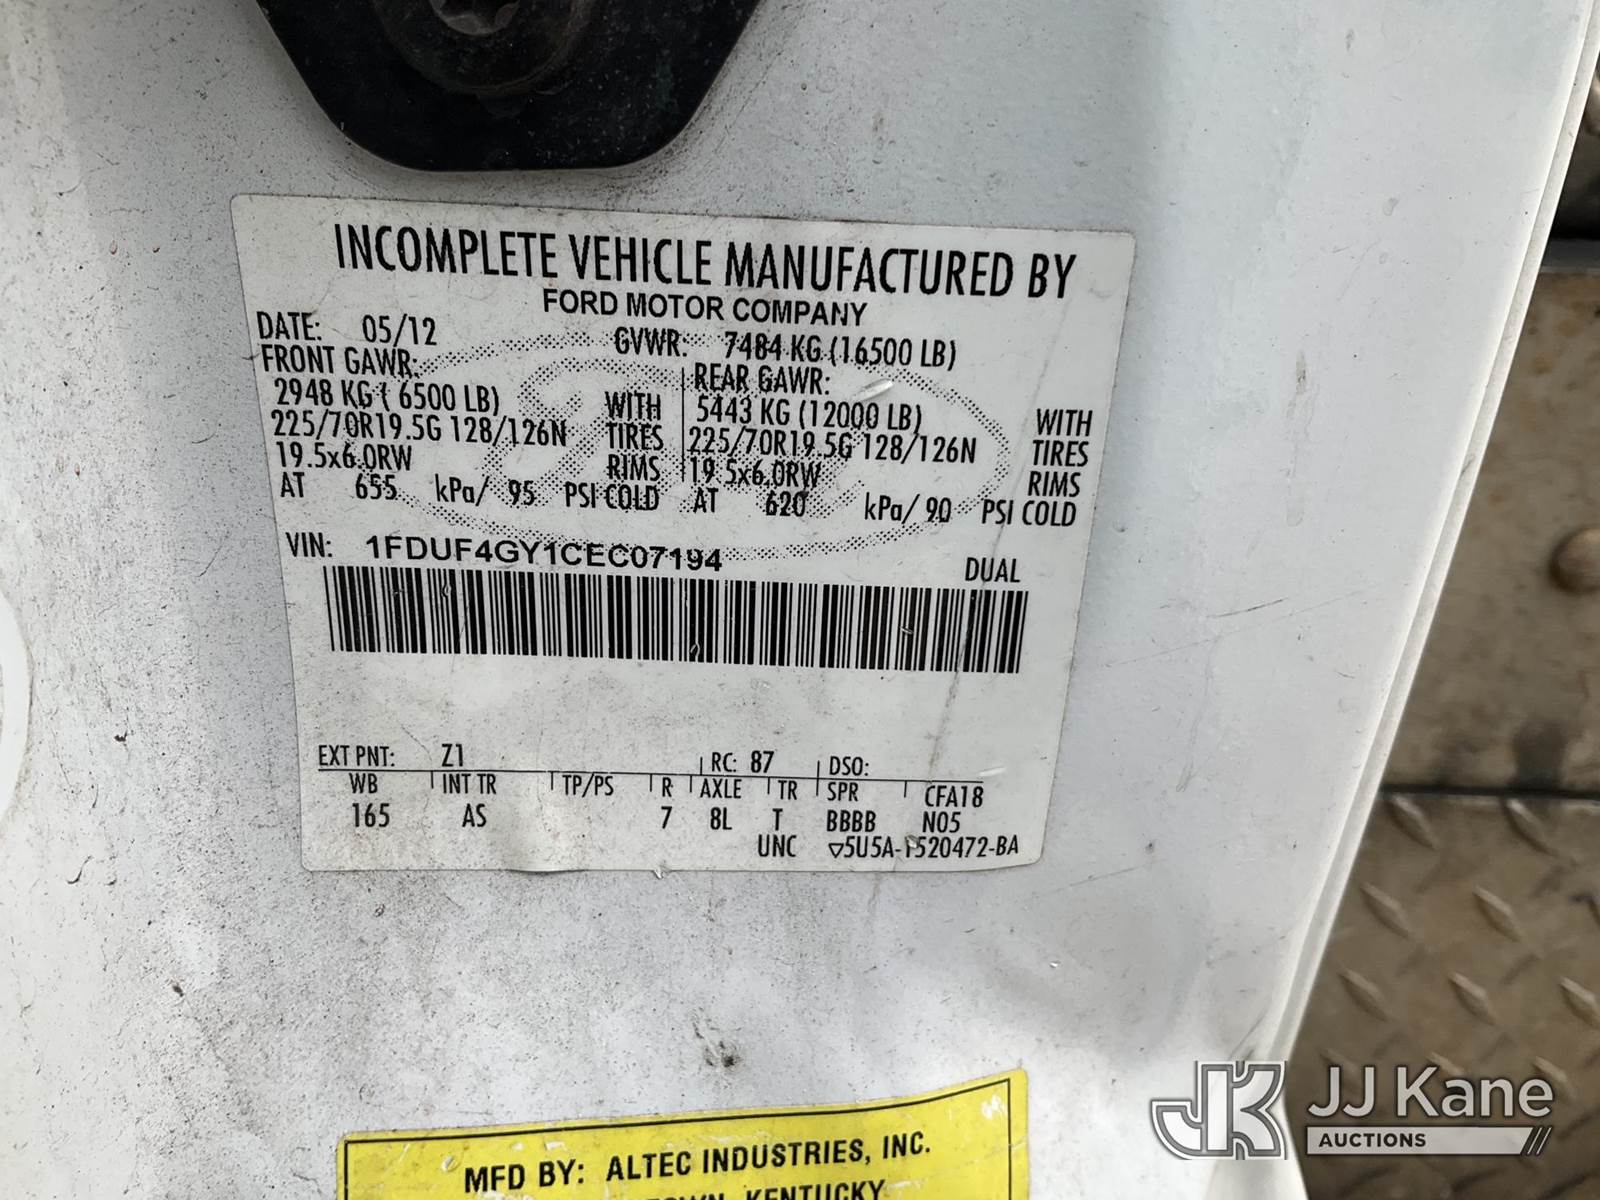 INCOMPLETE VEHICLE MANUFACTURED BY
FORD MOTOR COMPANY
DATE: 05/12 GVWR: 7484 KG (16500 LB)
FRONT GAWR: REAR GAWR:
2948 KG ( 6500 LB) WITH 5443 KG (12000 LB) WITH
225/70R19.5G 128/126N TIRES 225/70R19.5G 128/126N TIRES
19.5x6.0RW RIMS 19.5x6.0RW RIMS
AT 655 kPa/ 95 PSI COLD AT 620 kPa/ 90 PSI COLD
VIN: 1FDUF4GY1CEC07194
DUAL
EXT PNT: Z1 RC: 87 DSO:
WB INT TR TP/PS R AXLE TR SPR CFA18
165 AS 7 8L T BBBB N05
UNC ▽5U5A-1520472-BA
MFD BY: ALTEC INDUSTRIES, INC.
KENTUCKY
JK JJ Kane
AUCTIONS